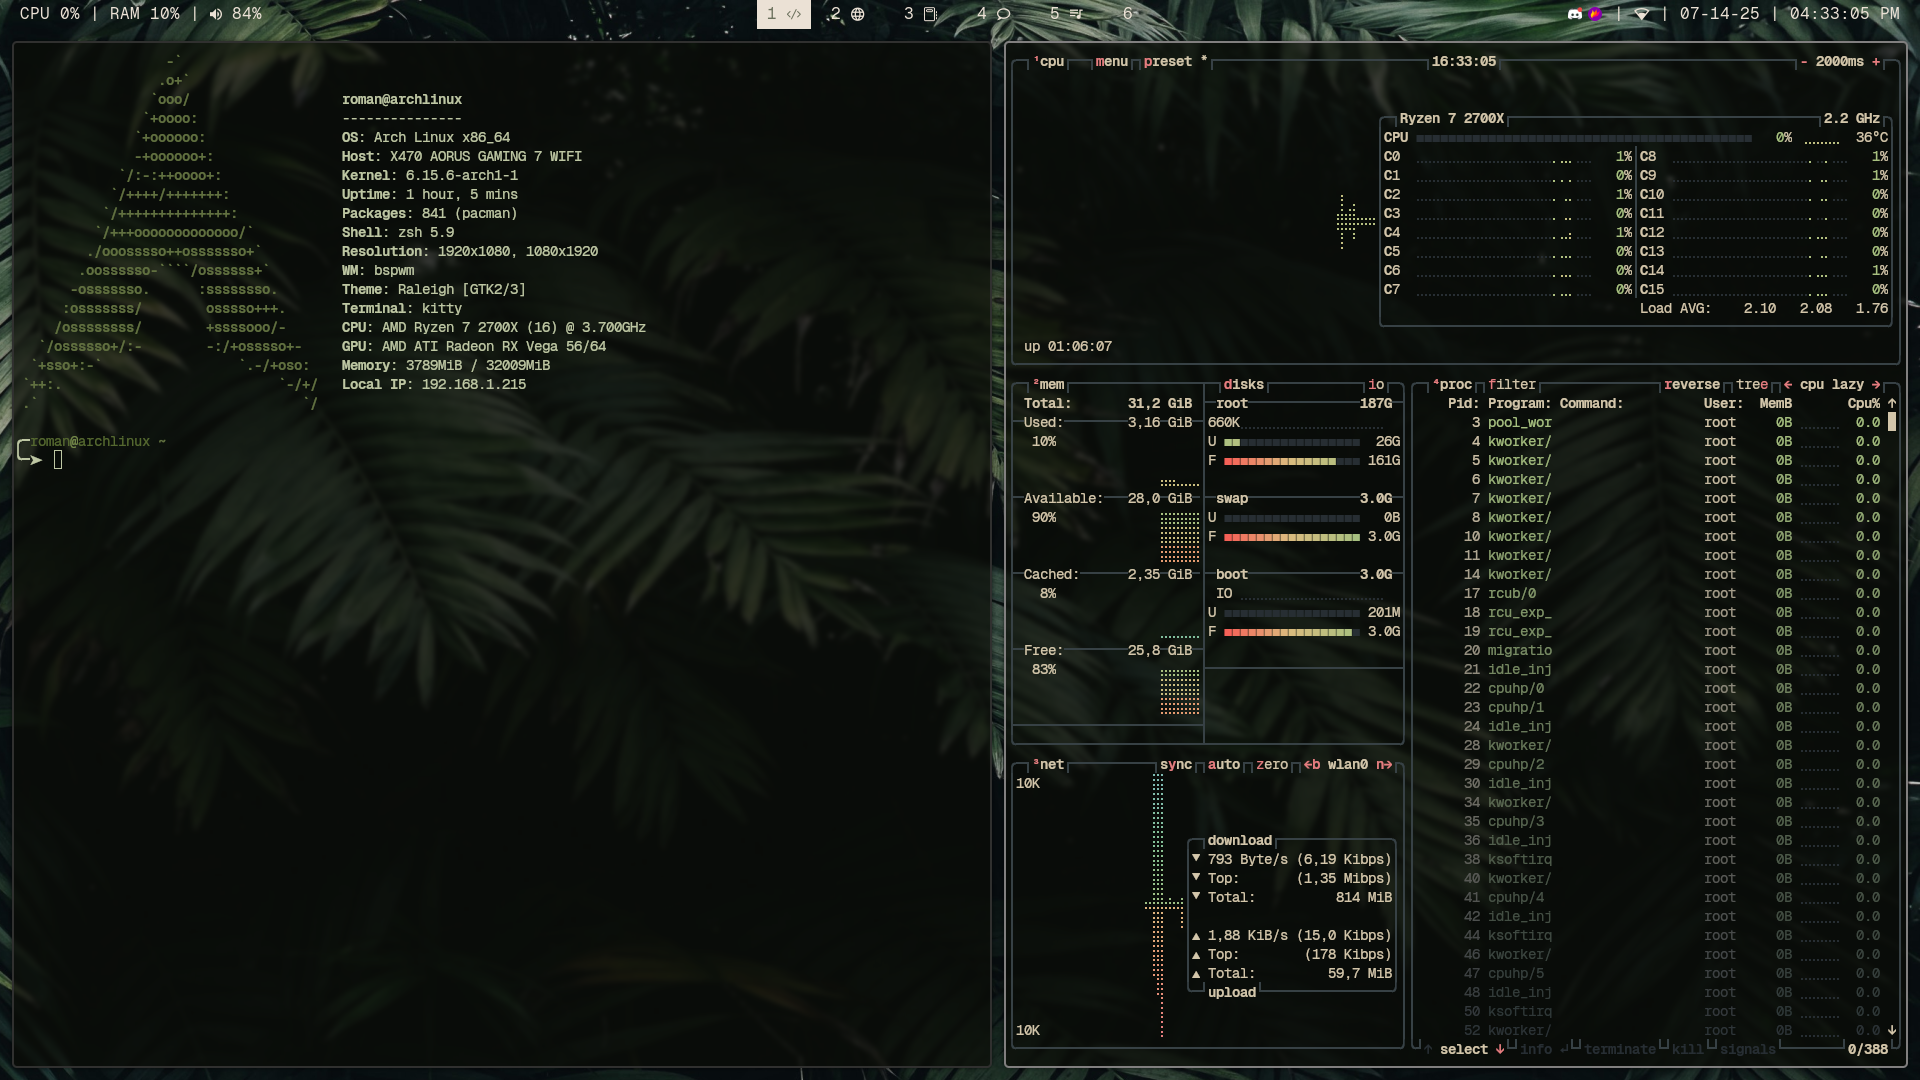 CPU 0% | RAM 10% | 84%
1 2 3 4 5 6
| | 07-14-25 | 04:33:05 PM
-`
.o+`
`ooo/
`+oooo:
`+oooooo:
-+oooooo+:
`/:-:++oooo+:
`/++++/+++++++:
`/++++++++++++++:
`/+++ooooooooooooo/`
./ooosssso++osssssso+`
.oossssso-````/ossssss+`
-osssssso. :ssssssso.
:osssssss/ osssso+++.
/ossssssss/ +ssssooo/-
`/ossssso+/:- -:/+osssso+-
`+sso+:-` `.-/+oso:
`++:. `-/+/
.` `/
roman@archlinux
---------------
OS: Arch Linux x86_64
Host: X470 AORUS GAMING 7 WIFI
Kernel: 6.15.6-arch1-1
Uptime: 1 hour, 5 mins
Packages: 841 (pacman)
Shell: zsh 5.9
Resolution: 1920x1080, 1080x1920
WM: bspwm
Theme: Raleigh [GTK2/3]
Terminal: kitty
CPU: AMD Ryzen 7 2700X (16) @ 3.700GHz
GPU: AMD ATI Radeon RX Vega 56/64
Memory: 3789MiB / 32009MiB
Local IP: 192.168.1.215
roman@archlinux ~
¹cpu menu preset * 16:33:05 - 2000ms +
Ryzen 7 2700X 2.2 GHz
CPU 0% 36°C
C0 1% C8 1%
C1 0% C9 1%
C2 1% C10 0%
C3 0% C11 0%
C4 1% C12 0%
C5 0% C13 0%
C6 0% C14 1%
C7 0% C15 0%
Load AVG: 2.10 2.08 1.76
up 01:06:07
²mem
Total: 31,2 GiB
Used: 3,16 GiB
10%
Available: 28,0 GiB
90%
Cached: 2,35 GiB
8%
Free: 25,8 GiB
83%
disks io
root 187G
660K
U 26G
F 161G
swap 3.0G
U 0B
F 3.0G
boot 3.0G
IO
U 201M
F 3.0G
³net sync auto zero ←b wlan0 n→
10K
download
▼ 793 Byte/s (6,19 Kibps)
▼ Top: (1,35 Mibps)
▼ Total: 814 MiB
▲ 1,88 KiB/s (15,0 Kibps)
▲ Top: (178 Kibps)
▲ Total: 59,7 MiB
upload
10K
⁴proc filter reverse tree ← cpu lazy →
Pid: Program: Command: User: MemB Cpu% ↑
3 pool_wor root 0B 0.0
4 kworker/ root 0B 0.0
5 kworker/ root 0B 0.0
6 kworker/ root 0B 0.0
7 kworker/ root 0B 0.0
8 kworker/ root 0B 0.0
10 kworker/ root 0B 0.0
11 kworker/ root 0B 0.0
14 kworker/ root 0B 0.0
17 rcub/0 root 0B 0.0
18 rcu_exp_ root 0B 0.0
19 rcu_exp_ root 0B 0.0
20 migratio root 0B 0.0
21 idle_inj root 0B 0.0
22 cpuhp/0 root 0B 0.0
23 cpuhp/1 root 0B 0.0
24 idle_inj root 0B 0.0
28 kworker/ root 0B 0.0
29 cpuhp/2 root 0B 0.0
30 idle_inj root 0B 0.0
34 kworker/ root 0B 0.0
35 cpuhp/3 root 0B 0.0
36 idle_inj root 0B 0.0
38 ksoftirq root 0B 0.0
40 kworker/ root 0B 0.0
41 cpuhp/4 root 0B 0.0
42 idle_inj root 0B 0.0
44 ksoftirq root 0B 0.0
46 kworker/ root 0B 0.0
47 cpuhp/5 root 0B 0.0
48 idle_inj root 0B 0.0
50 ksoftirq root 0B 0.0
52 kworker/ root 0B 0.0 ↓
↑ select ↓ info ↵ terminate kill signals 0/388